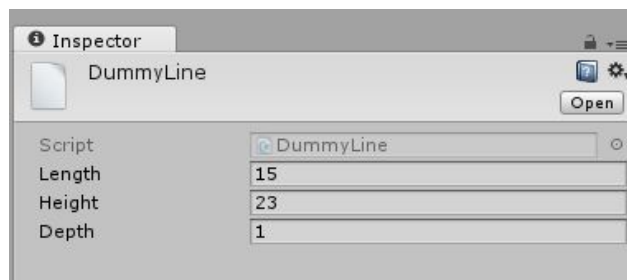 Inspector
DummyLine
Open
Script DummyLine
Length 15
Height 23
Depth 1